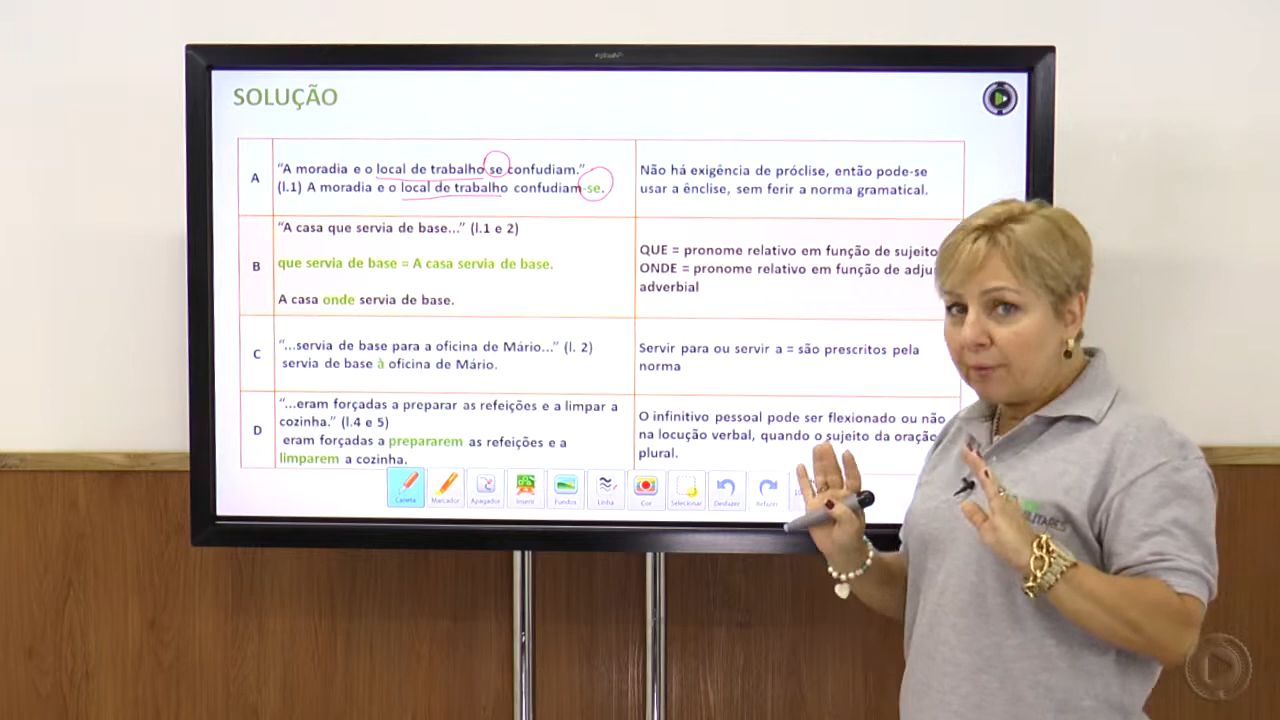 SOLUÇÃO
A
"A moradia e o local de trabalho se confudiam."
(l.1) A moradia e o local de trabalho confudiam-se.
Não há exigência de próclise, então pode-se
usar a ênclise, sem ferir a norma gramatical.
B
"A casa que servia de base..." (l.1 e 2)
que servia de base = A casa servia de base.
A casa onde servia de base.
QUE = pronome relativo em função de sujeito
ONDE = pronome relativo em função de adju
adverbial
C
"...servia de base para a oficina de Mário..." (l. 2)
servia de base à oficina de Mário.
Servir para ou servir a = são prescritos pela
norma
D
"...eram forçadas a preparar as refeições e a limpar a
cozinha." (l.4 e 5)
eram forçadas a prepararem as refeições e a
limparem a cozinha.
O infinitivo pessoal pode ser flexionado ou não
na locução verbal, quando o sujeito da oração
plural.
Caneta Marcador Apagador Inserir Fundos Linha Cor Selecionar Desfazer Refazer